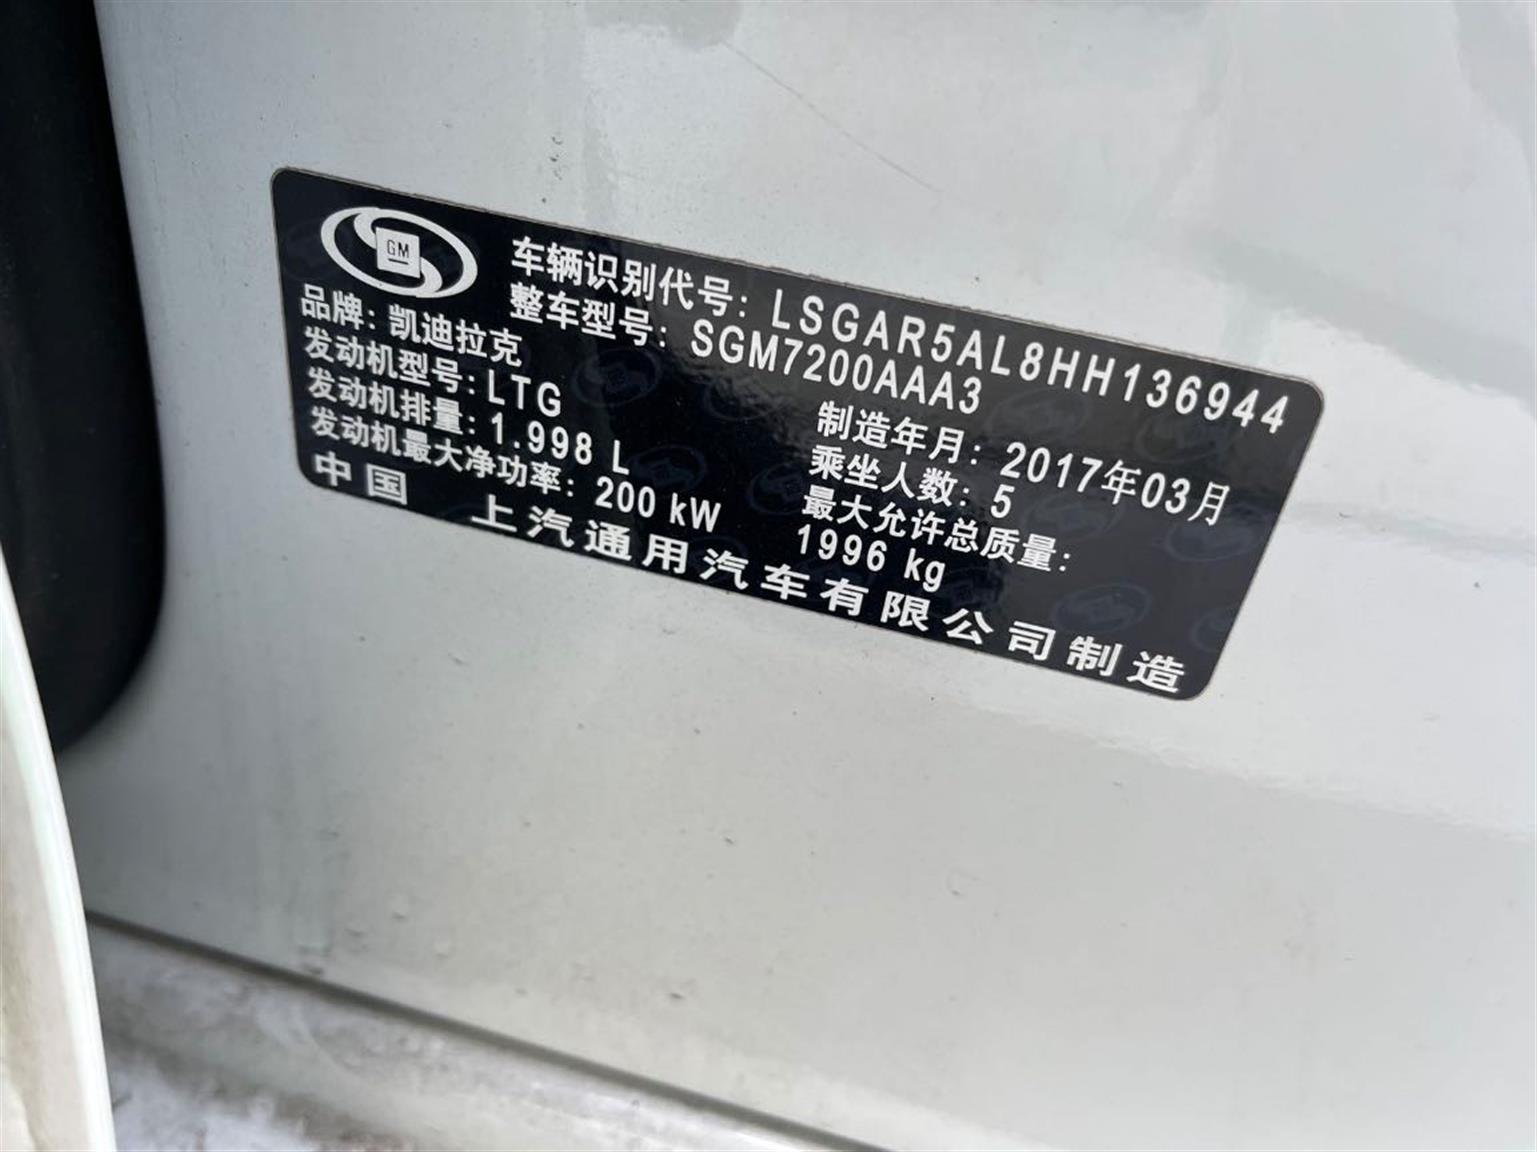 GM
车辆识别代号: LSGAR5AL8HH136944
整车型号: SGM7200AAA3
品牌: 凯迪拉克
发动机型号: LTG
发动机排量: 1.998 L
发动机最大净功率: 200 kW
制造年月: 2017年03月
乘坐人数: 5
最大允许总质量:
1996 kg
中国 上汽通用汽车有限公司制造